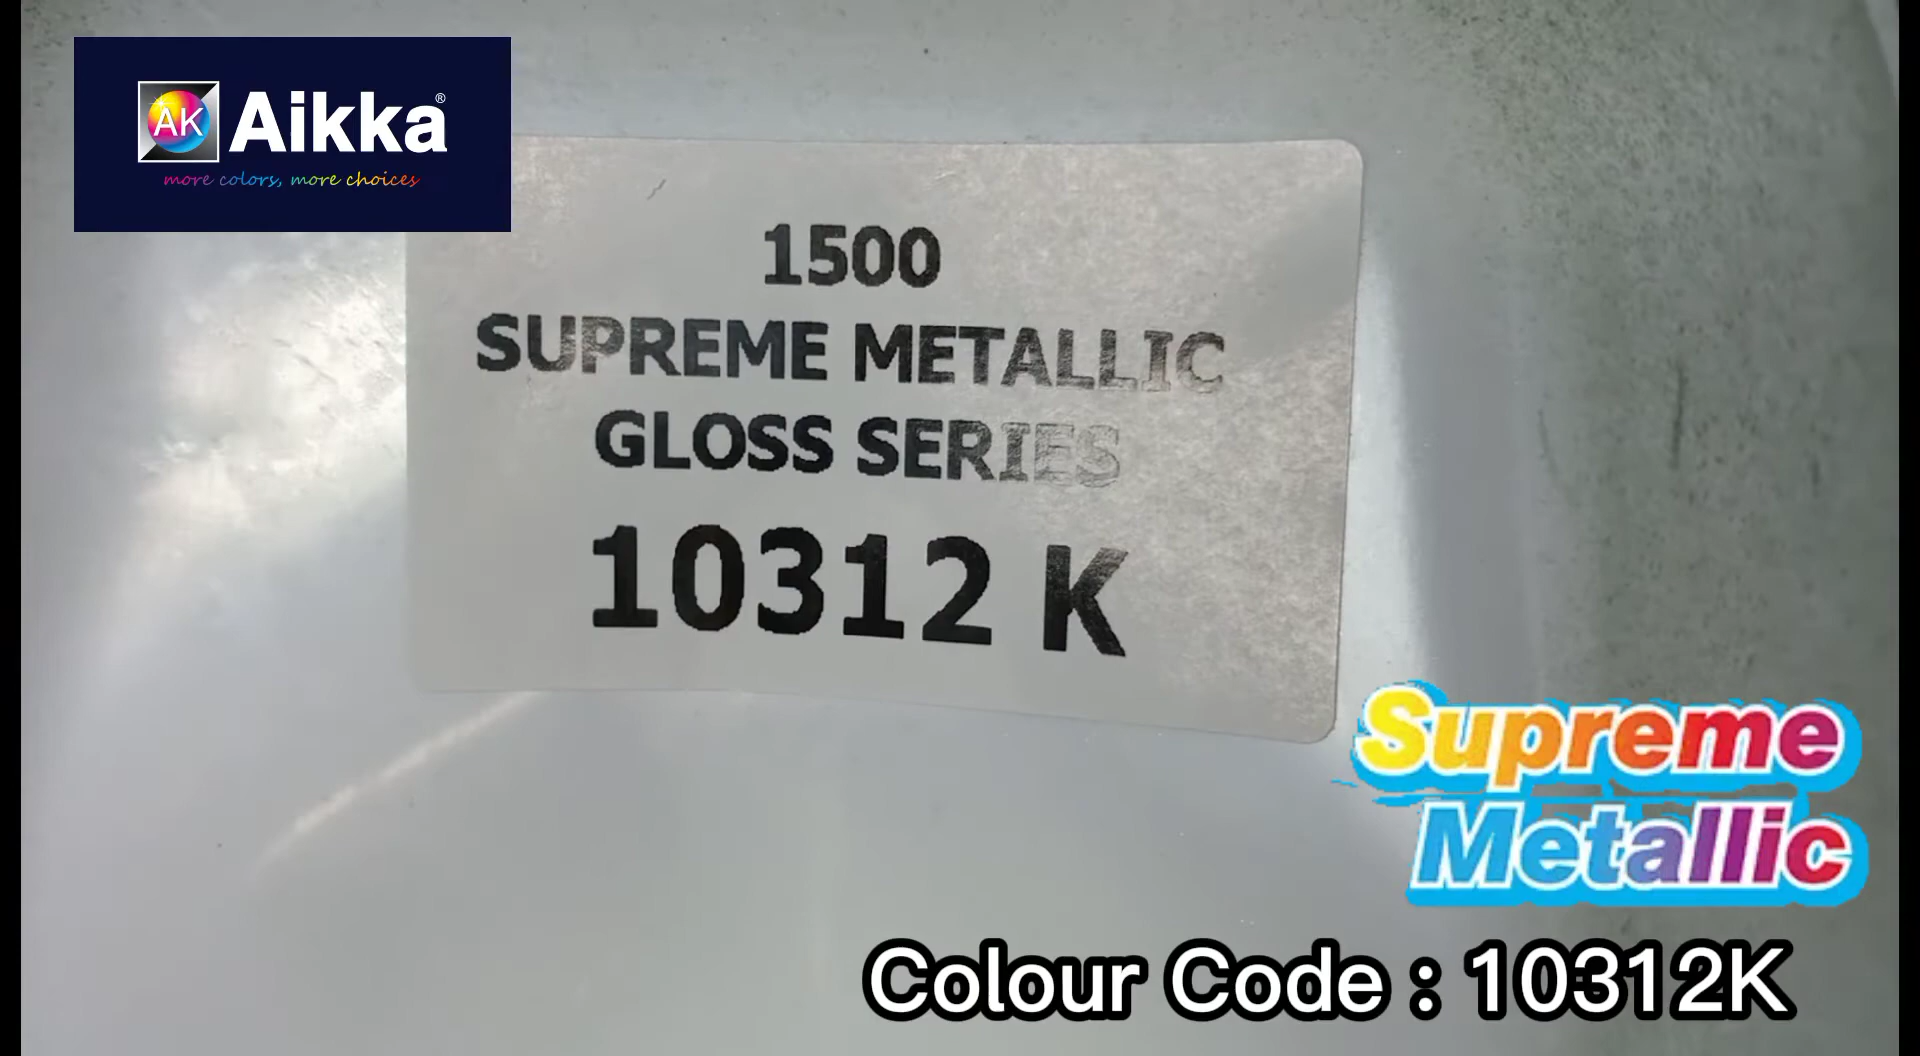 AK Aikka®
more colors, more choices
1500
SUPREME METALLIC
GLOSS SERIES
10312 K
Supreme
Metallic
Colour Code : 10312K